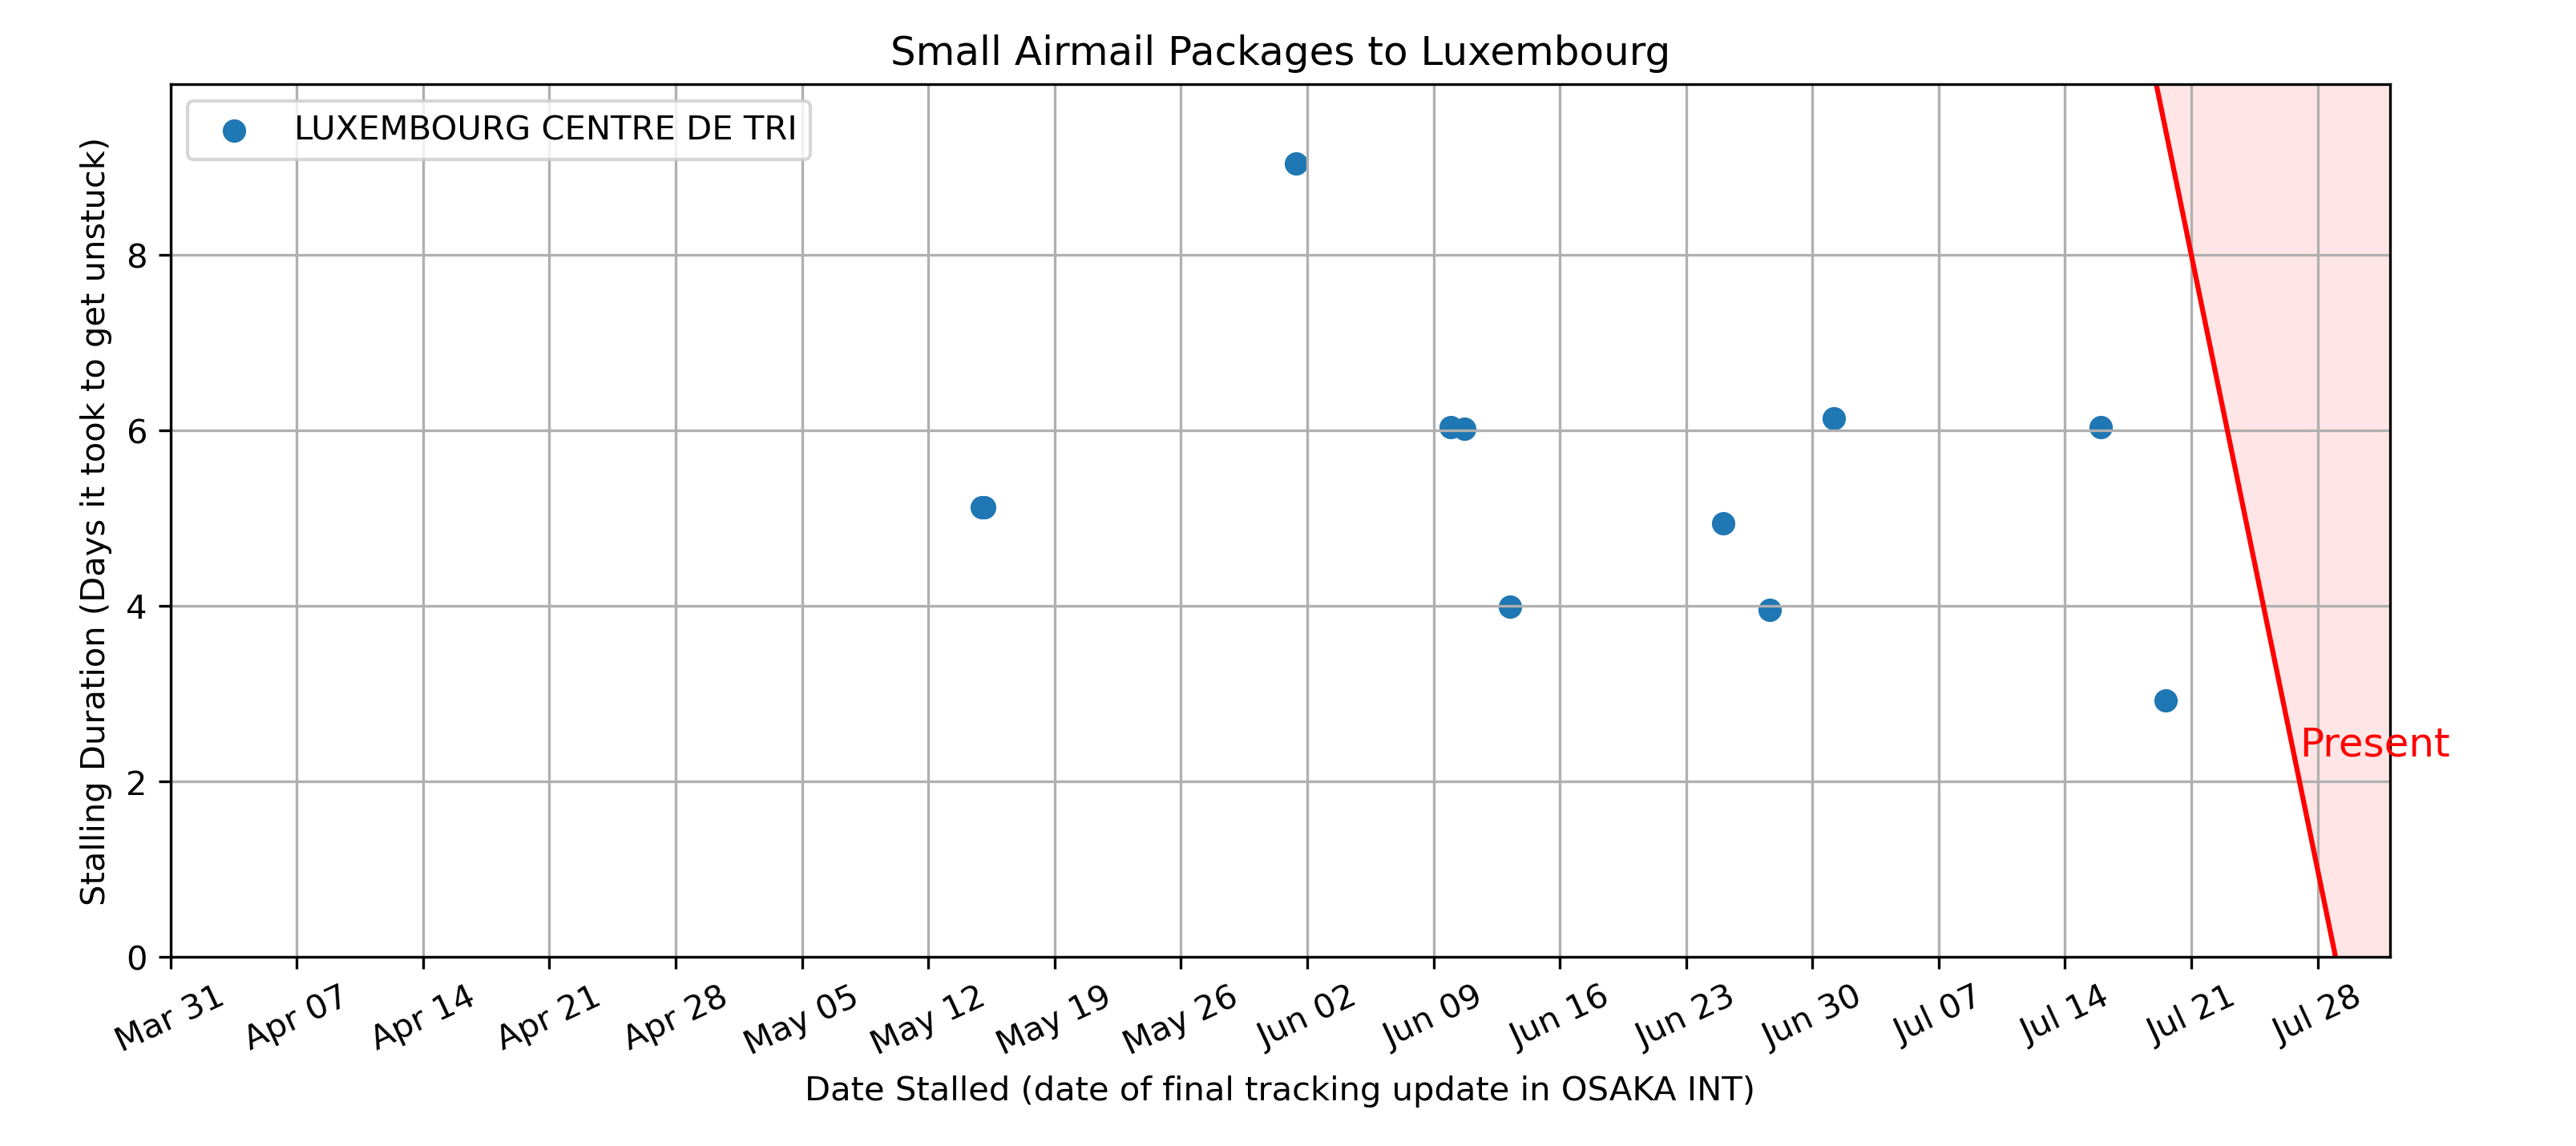 Small Airmail Packages to Luxembourg
LUXEMBOURG CENTRE DE TRI
Stalling Duration (Days it took to get unstuck)
8
6
4
2
0
Present
Mar 31
Apr 07
Apr 14
Apr 21
Apr 28
May 05
May 12
May 19
May 26
Jun 02
Jun 09
Jun 16
Jun 23
Jun 30
Jul 07
Jul 14
Jul 21
Jul 28
Date Stalled (date of final tracking update in OSAKA INT)